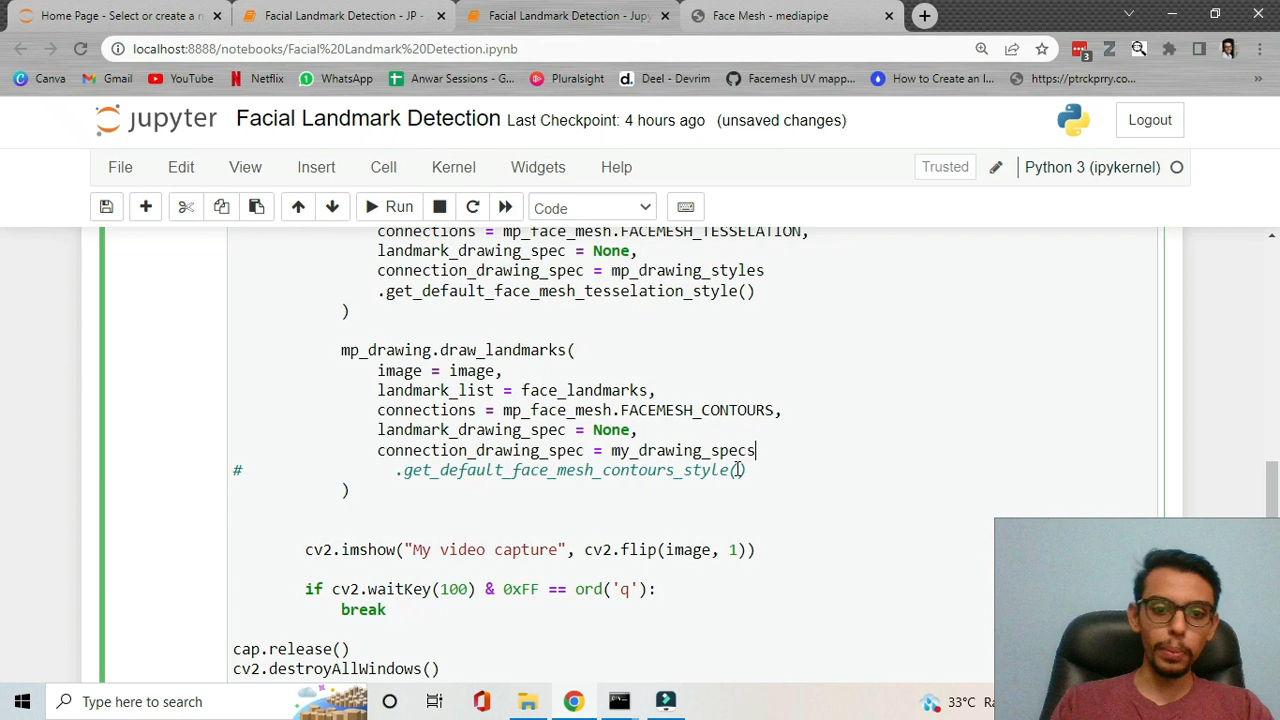 Home Page - Select or create a n
Facial Landmark Detection - JP -
Facial Landmark Detection - Jupy
Face Mesh - mediapipe
localhost:8888/notebooks/Facial%20Landmark%20Detection.ipynb
3
Canva
Gmail
YouTube
Netflix
WhatsApp
Anwar Sessions - G...
Pluralsight
Deel - Devrim
Facemesh UV mapp...
How to Create an I...
https://ptrckprry.co...
»
jupyter Facial Landmark Detection Last Checkpoint: 4 hours ago (unsaved changes)
Logout
File Edit View Insert Cell Kernel Widgets Help
Trusted
Python 3 (ipykernel)
Run
Code
connections = mp_face_mesh.FACEMESH_TESSELATION,
landmark_drawing_spec = None,
connection_drawing_spec = mp_drawing_styles
.get_default_face_mesh_tesselation_style()
)
mp_drawing.draw_landmarks(
image = image,
landmark_list = face_landmarks,
connections = mp_face_mesh.FACEMESH_CONTOURS,
landmark_drawing_spec = None,
connection_drawing_spec = my_drawing_specs
# .get_default_face_mesh_contours_style()
)
cv2.imshow("My video capture", cv2.flip(image, 1))
if cv2.waitKey(100) & 0xFF == ord('q'):
break
cap.release()
cv2.destroyAllWindows()
Type here to search
33°C Ra